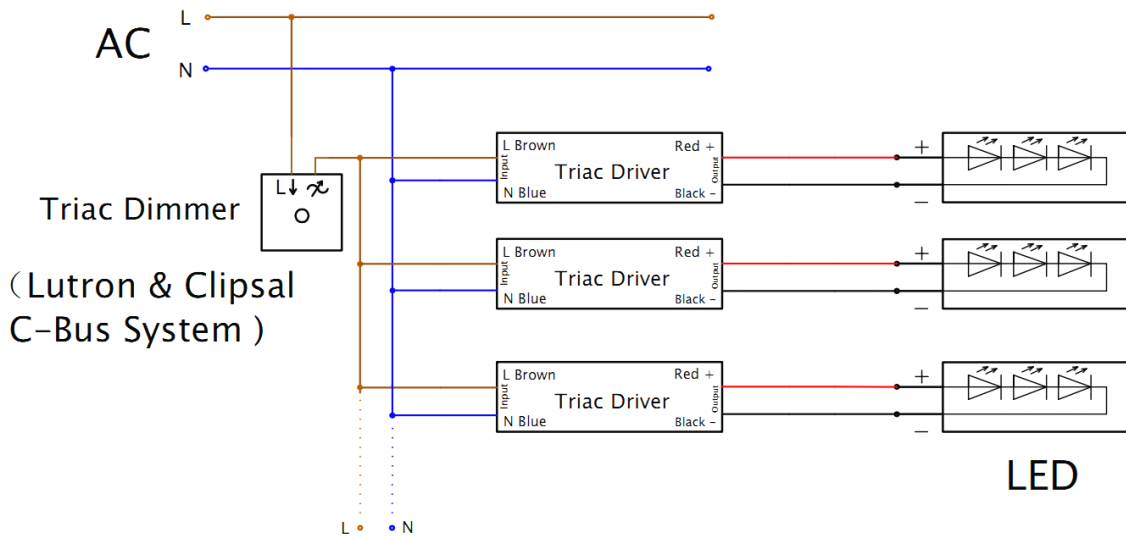 L
AC
N
L
Triac Dimmer
（Lutron & Clipsal
C-Bus System )
L Brown
Input
N Blue
Triac Driver
Red +
Output
Black -
+
−
L Brown
Input
N Blue
Triac Driver
Red +
Output
Black -
+
−
L Brown
Input
N Blue
Triac Driver
Red +
Output
Black -
+
−
LED
L
N